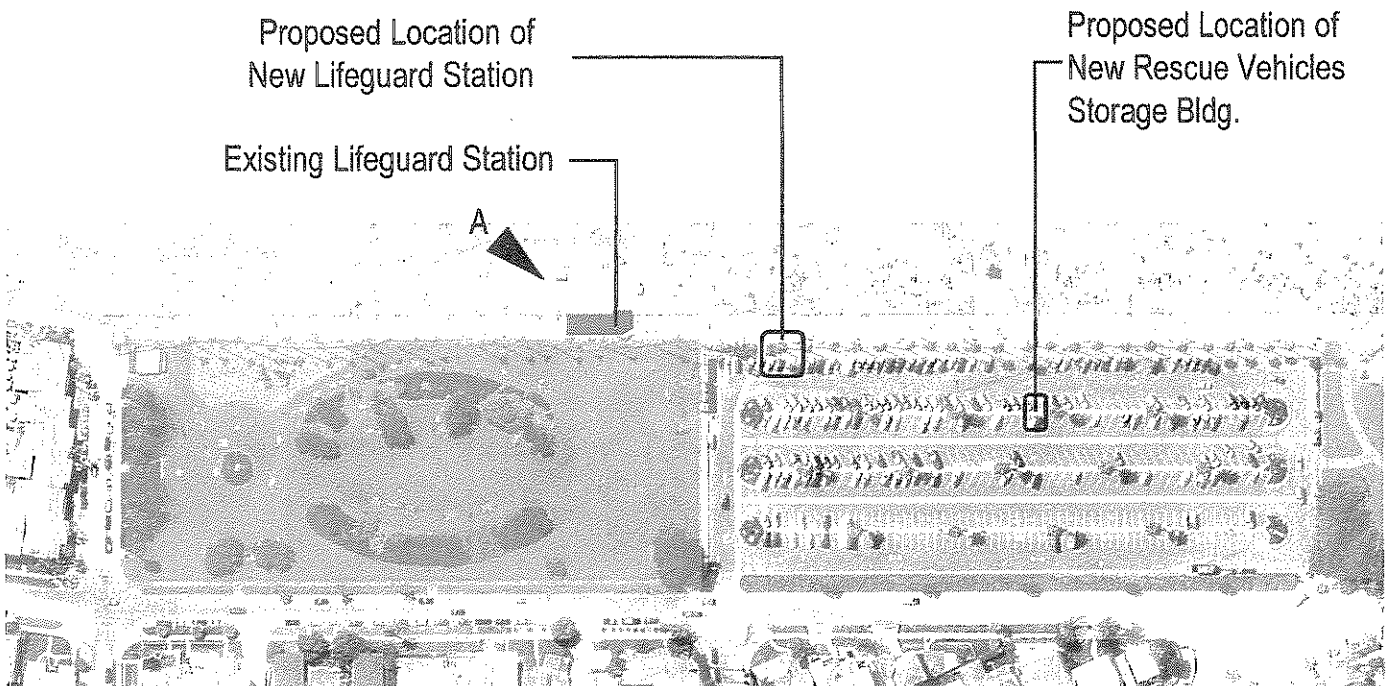 Proposed Location of
New Lifeguard Station
Proposed Location of
New Rescue Vehicles
Storage Bldg.
Existing Lifeguard Station
A